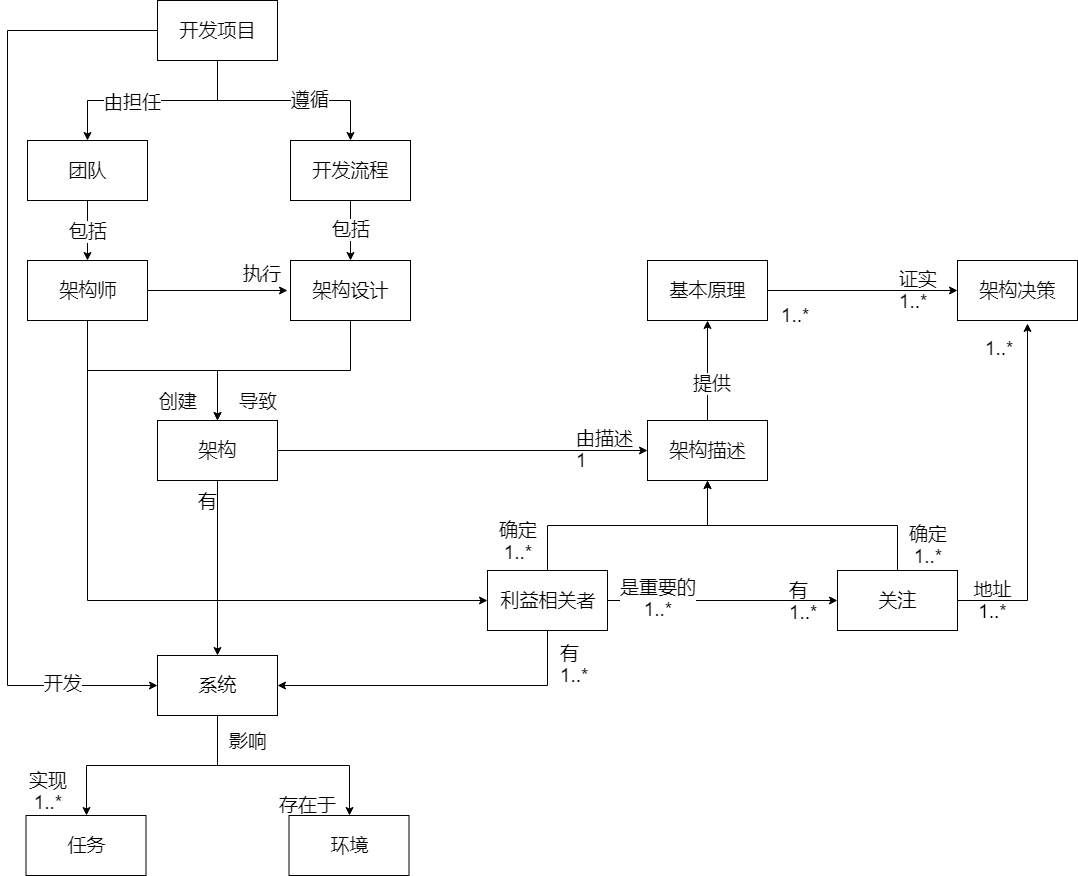 开发项目
由担任
遵循
团队
开发流程
包括
包括
架构师
执行
架构设计
基本原理
1..*
证实
1..*
架构决策
1..*
提供
创建
导致
架构
由描述
1
架构描述
有
确定
1..*
确定
1..*
利益相关者
是重要的
1..*
有
1..*
关注
地址
1..*
有
1..*
开发
系统
影响
实现
1..*
存在于
任务
环境